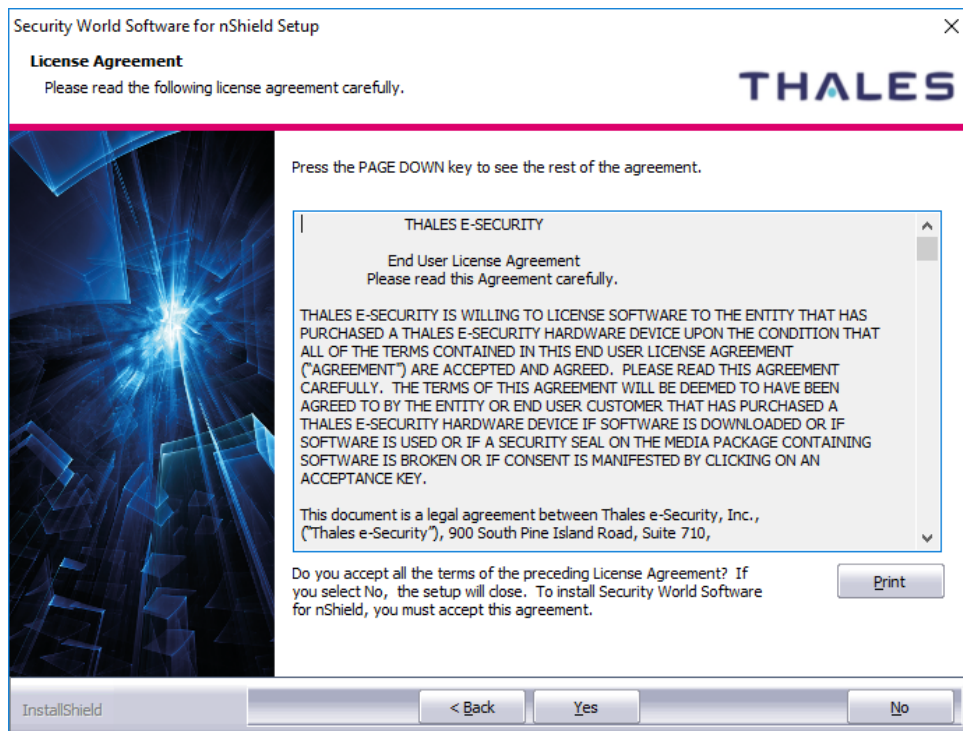 Security World Software for nShield Setup
License Agreement
Please read the following license agreement carefully.
THALES
Press the PAGE DOWN key to see the rest of the agreement.
THALES E-SECURITY
End User License Agreement
Please read this Agreement carefully.
THALES E-SECURITY IS WILLING TO LICENSE SOFTWARE TO THE ENTITY THAT HAS
PURCHASED A THALES E-SECURITY HARDWARE DEVICE UPON THE CONDITION THAT
ALL OF THE TERMS CONTAINED IN THIS END USER LICENSE AGREEMENT
("AGREEMENT") ARE ACCEPTED AND AGREED.  PLEASE READ THIS AGREEMENT
CAREFULLY.  THE TERMS OF THIS AGREEMENT WILL BE DEEMED TO HAVE BEEN
AGREED TO BY THE ENTITY OR END USER CUSTOMER THAT HAS PURCHASED A
THALES E-SECURITY HARDWARE DEVICE IF SOFTWARE IS DOWNLOADED OR IF
SOFTWARE IS USED OR IF A SECURITY SEAL ON THE MEDIA PACKAGE CONTAINING
SOFTWARE IS BROKEN OR IF CONSENT IS MANIFESTED BY CLICKING ON AN
ACCEPTANCE KEY.
This document is a legal agreement between Thales e-Security, Inc.,
("Thales e-Security"), 900 South Pine Island Road, Suite 710,
Do you accept all the terms of the preceding License Agreement?  If
you select No,  the setup will close.  To install Security World Software
for nShield, you must accept this agreement.
Print
InstallShield
< Back
Yes
No